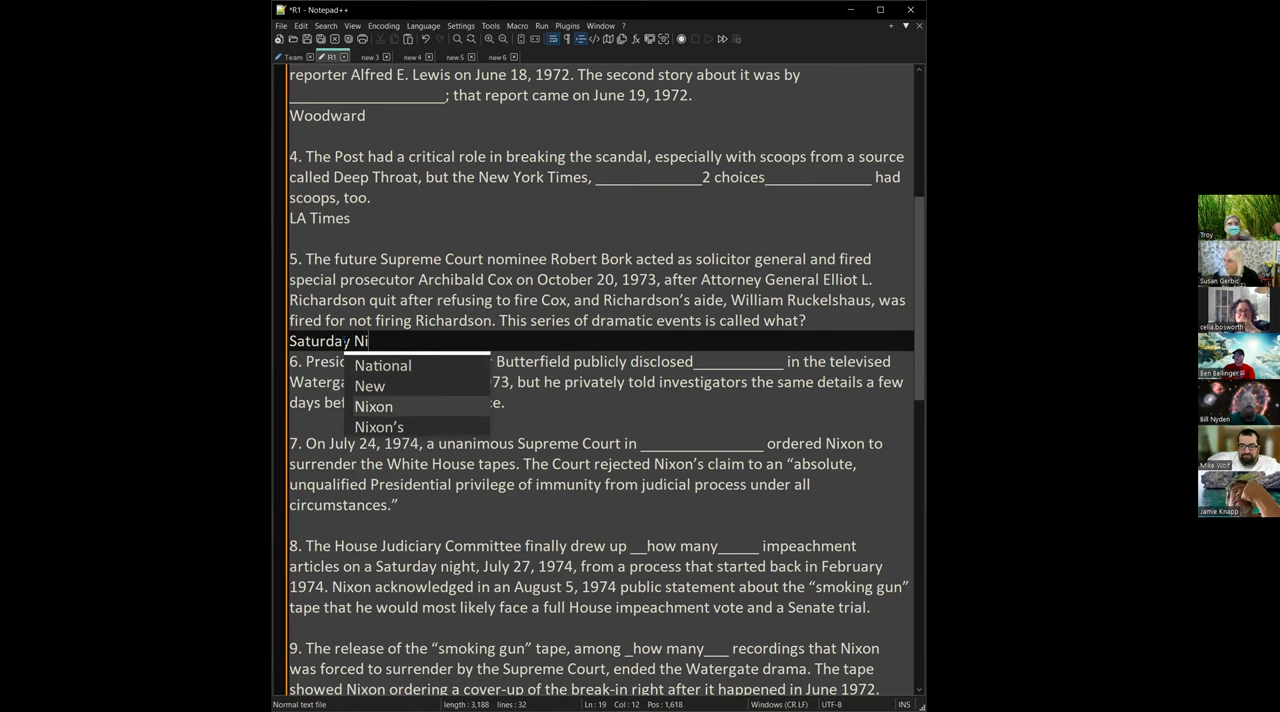 *R1 - Notepad++
File Edit Search View Encoding Language Settings Tools Macro Run Plugins Window ?
Team R1 new 3 new 4 new 5 new 6
reporter Alfred E. Lewis on June 18, 1972. The second story about it was by
____________________; that report came on June 19, 1972.
Woodward
4. The Post had a critical role in breaking the scandal, especially with scoops from a source
called Deep Throat, but the New York Times, ______________2 choices______________ had
scoops, too.
LA Times
5. The future Supreme Court nominee Robert Bork acted as solicitor general and fired
special prosecutor Archibald Cox on October 20, 1973, after Attorney General Elliot L.
Richardson quit after refusing to fire Cox, and Richardson’s aide, William Ruckelshaus, was
fired for not firing Richardson. This series of dramatic events is called what?
Saturday Ni
6. Presi Butterfield publicly disclosed____________ in the televised
National
Waterga 73, but he privately told investigators the same details a few
New
days bef e.
Nixon
Nixon’s
7. On July 24, 1974, a unanimous Supreme Court in ________________ ordered Nixon to
surrender the White House tapes. The Court rejected Nixon’s claim to an “absolute,
unqualified Presidential privilege of immunity from judicial process under all
circumstances.”
8. The House Judiciary Committee finally drew up __how many_____ impeachment
articles on a Saturday night, July 27, 1974, from a process that started back in February
1974. Nixon acknowledged in an August 5, 1974 public statement about the “smoking gun”
tape that he would most likely face a full House impeachment vote and a Senate trial.
9. The release of the “smoking gun” tape, among _how many___ recordings that Nixon
was forced to surrender by the Supreme Court, ended the Watergate drama. The tape
showed Nixon ordering a cover-up of the break-in right after it happened in June 1972.
Normal text file length : 3,188 lines : 32 Ln : 19 Col : 12 Pos : 1,618 Windows (CR LF) UTF-8 INS
Troy
Susan Gerbic
celia.bosworth
Ben Bellinger
Bill Nyden
Mike Wolf
Jamie Knapp